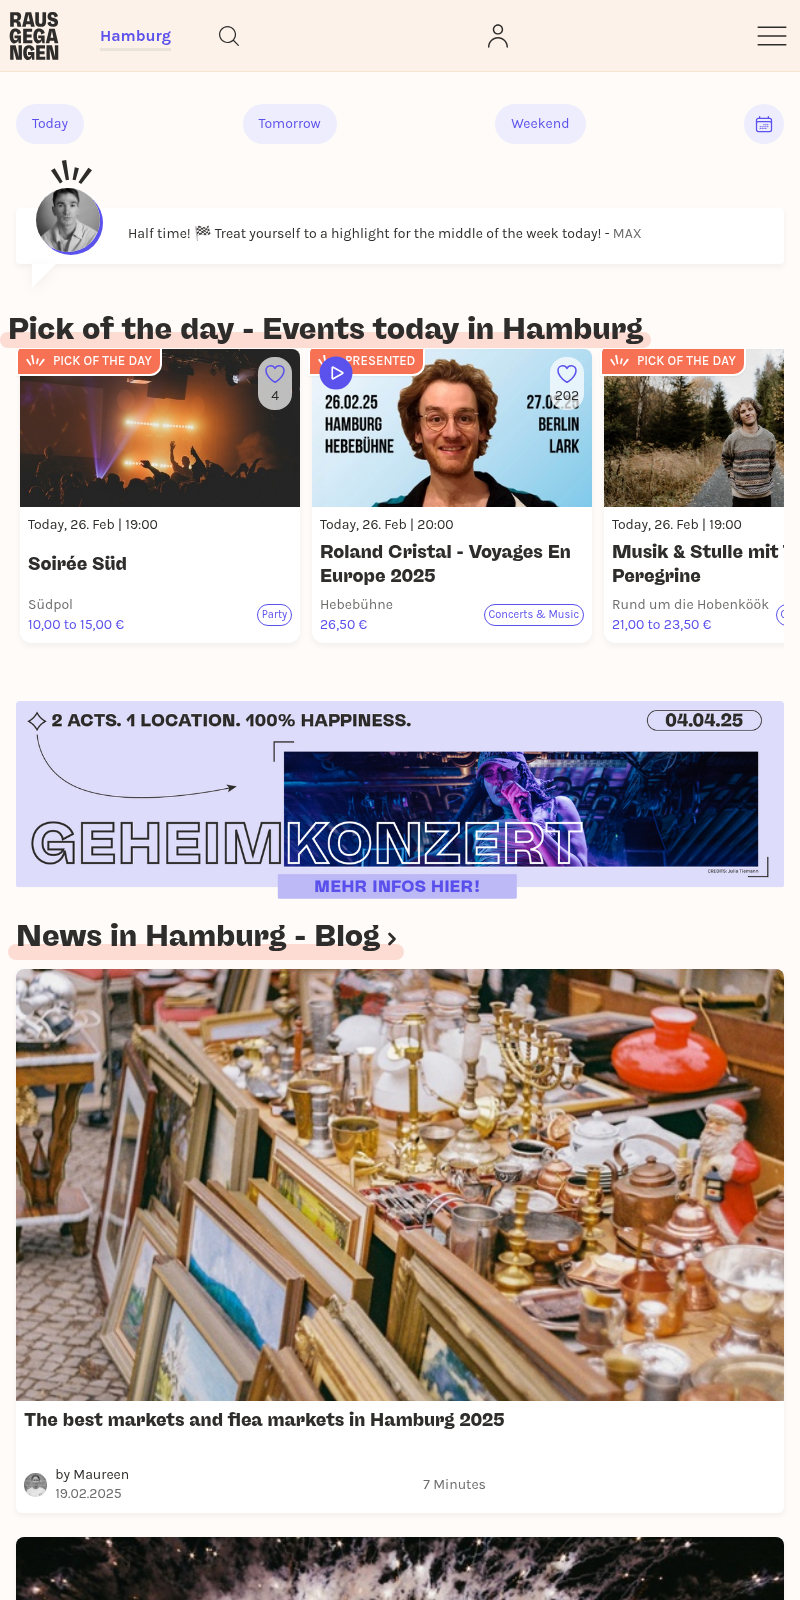 RAUS
GEGA
NGEN
Hamburg
Today
Tomorrow
Weekend
Half time! 🏁 Treat yourself to a highlight for the middle of the week today! - MAX
Pick of the day - Events today in Hamburg
PICK OF THE DAY
4
Today, 26. Feb | 19:00
Soirée Süd
Südpol
10,00 to 15,00 €
Party
PRESENTED
202
26.02.25
HAMBURG
HEBEBÜHNE
27.02.25
BERLIN
LARK
Today, 26. Feb | 20:00
Roland Cristal - Voyages En
Europe 2025
Hebebühne
26,50 €
Concerts & Music
PICK OF THE DAY
Today, 26. Feb | 19:00
Musik & Stulle mit
Peregrine
Rund um die Hobenköök
21,00 to 23,50 €
2 ACTS. 1 LOCATION. 100% HAPPINESS.
04.04.25
GEHEIMKONZERT
CREDITS: Julia Tiemann
MEHR INFOS HIER!
News in Hamburg - Blog ›
The best markets and flea markets in Hamburg 2025
by Maureen
19.02.2025
7 Minutes